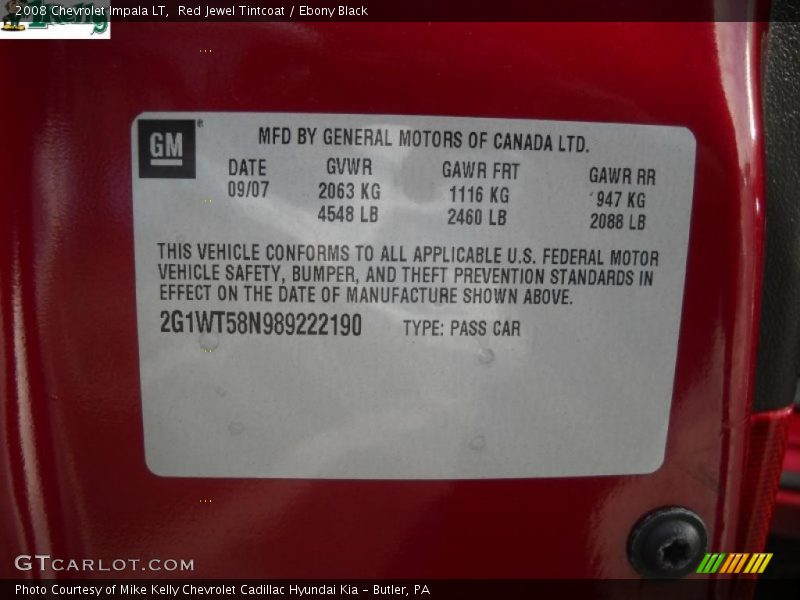 2008 Chevrolet Impala LT,  Red Jewel Tintcoat / Ebony Black
GM
MFD BY GENERAL MOTORS OF CANADA LTD.
DATE GVWR GAWR FRT GAWR RR
09/07 2063 KG 1116 KG 947 KG
4548 LB 2460 LB 2088 LB
THIS VEHICLE CONFORMS TO ALL APPLICABLE U.S. FEDERAL MOTOR
VEHICLE SAFETY, BUMPER, AND THEFT PREVENTION STANDARDS IN
EFFECT ON THE DATE OF MANUFACTURE SHOWN ABOVE.
2G1WT58N989222190 TYPE: PASS CAR
GTCARLOT.COM
Photo Courtesy of Mike Kelly Chevrolet Cadillac Hyundai Kia - Butler, PA